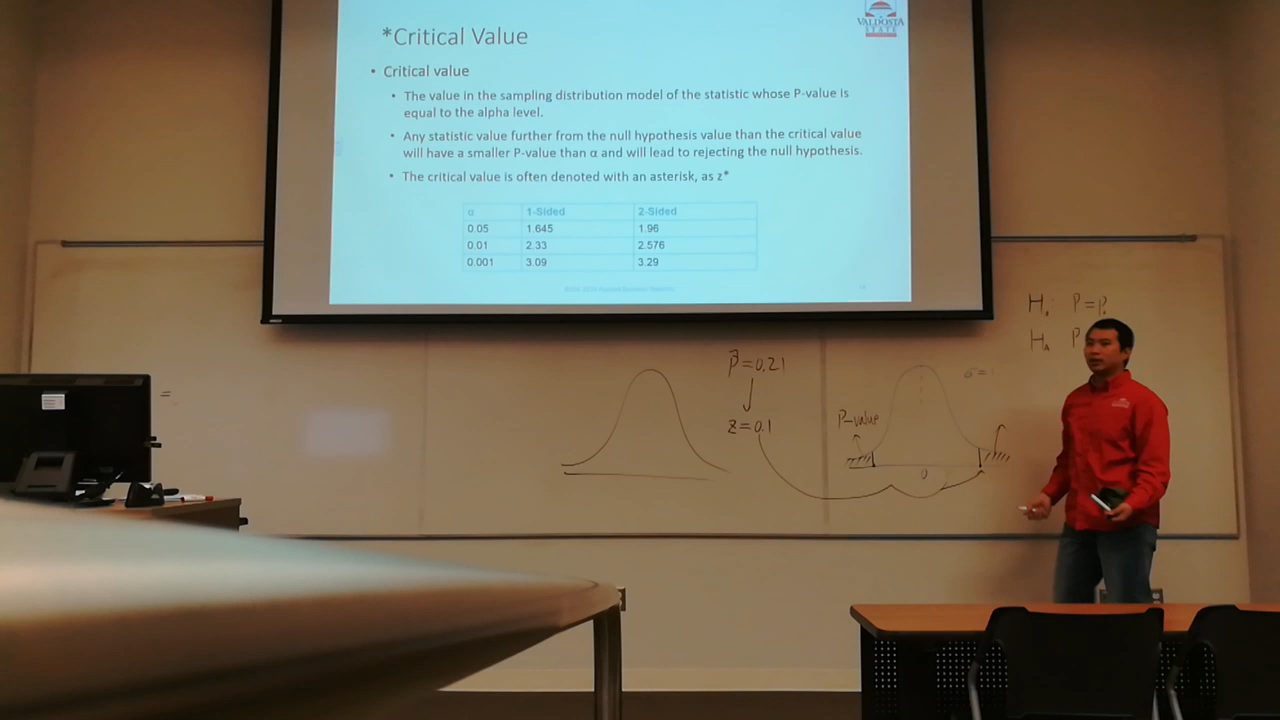 *Critical Value
VALDOSTA
STATE
• Critical value
• The value in the sampling distribution model of the statistic whose P-value is
equal to the alpha level.
• Any statistic value further from the null hypothesis value than the critical value
will have a smaller P-value than α and will lead to rejecting the null hypothesis.
• The critical value is often denoted with an asterisk, as z*
α 1-Sided 2-Sided
0.05 1.645 1.96
0.01 2.33 2.576
0.001 3.09 3.29
H₀: P=P₀
H_A P
p̂=0.21
z=0.1
σ=1
P-value
0
=